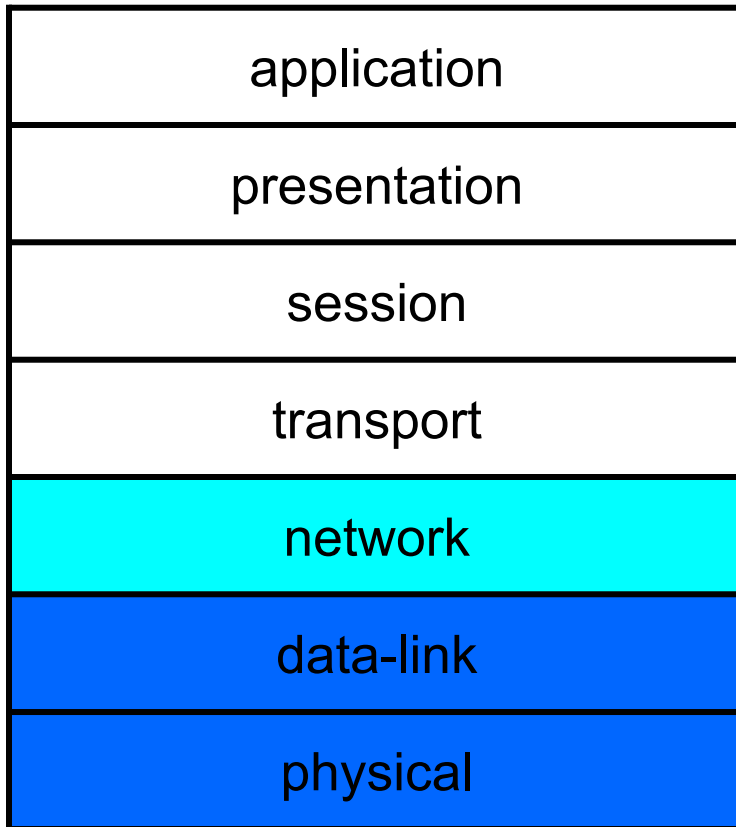 application
presentation
session
transport
network
data-link
physical